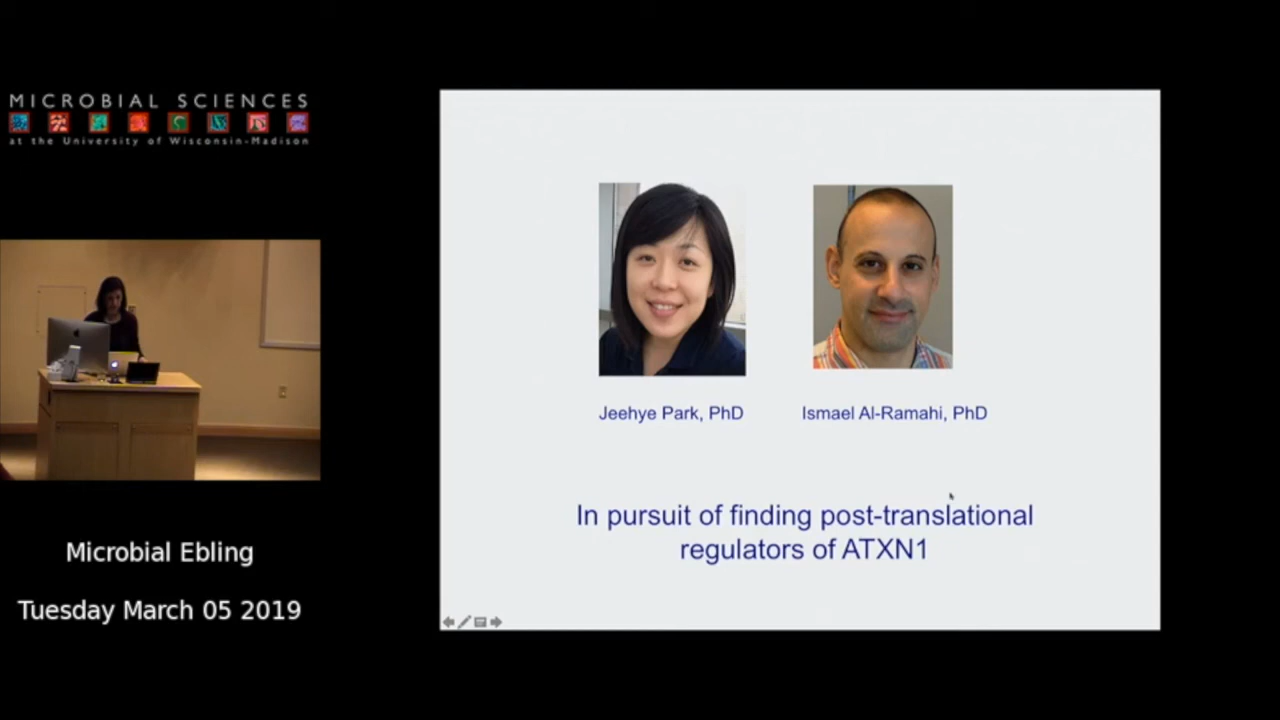 MICROBIAL SCIENCES
at the University of Wisconsin-Madison
Microbial Ebling
Tuesday March 05 2019
Jeehye Park, PhD
Ismael Al-Ramahi, PhD
In pursuit of finding post-translational
regulators of ATXN1